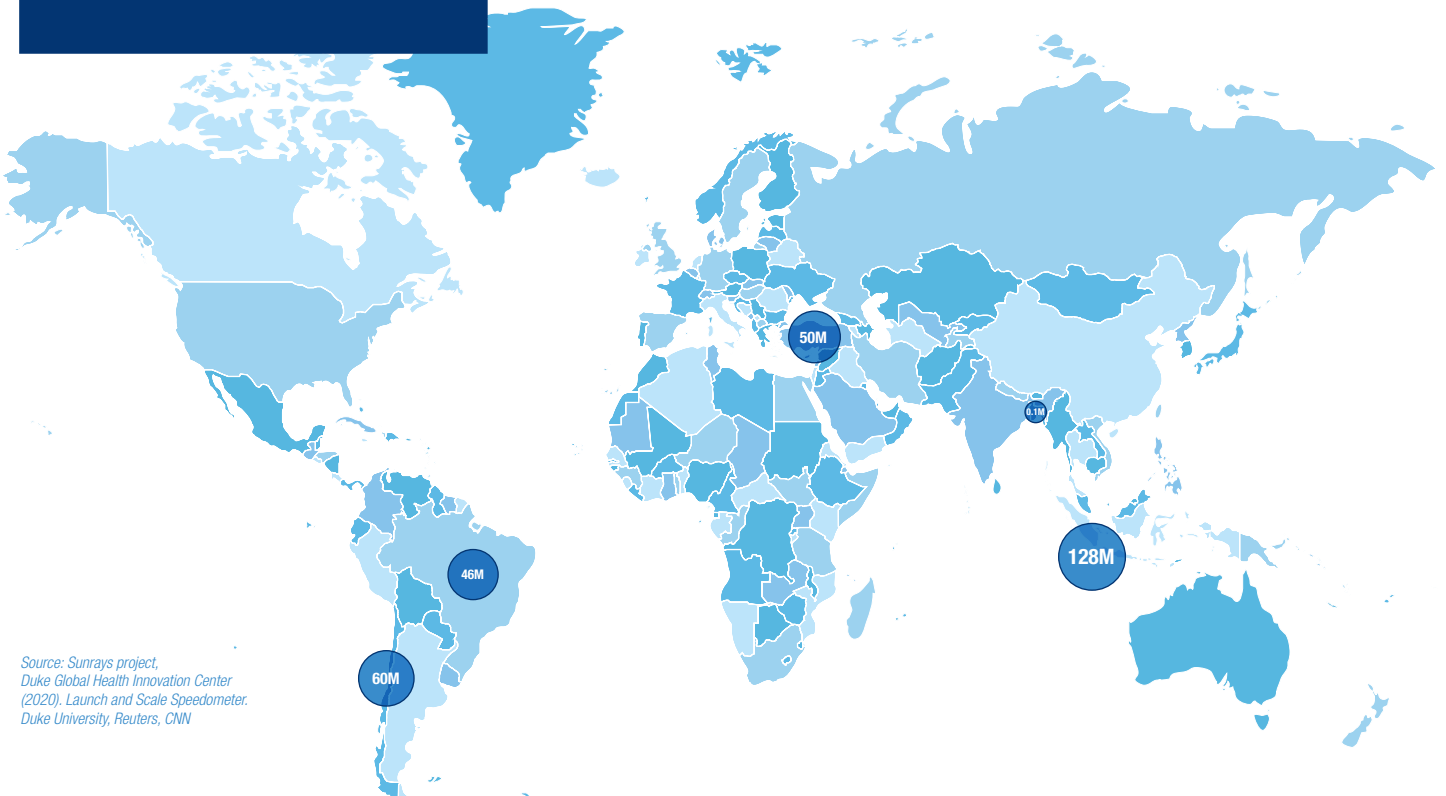 50M
0.1M
128M
46M
60M
Source: Sunrays project,
Duke Global Health Innovation Center
(2020). Launch and Scale Speedometer.
Duke University, Reuters, CNN